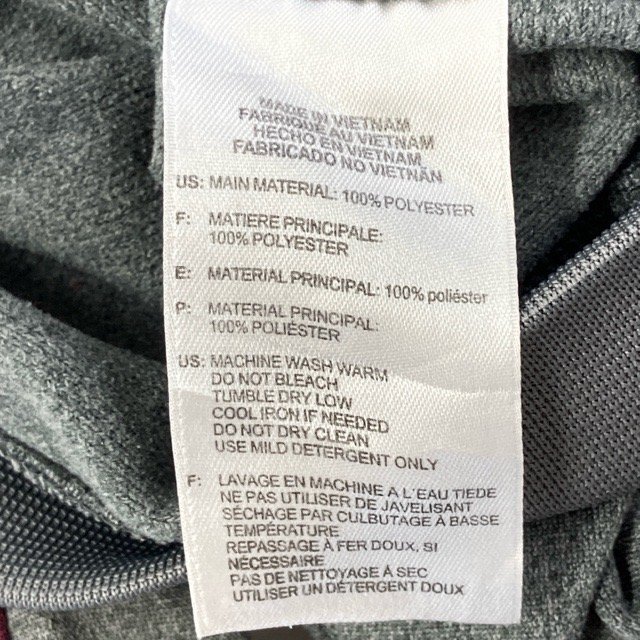 MADE IN VIETNAM
FABRIQUE AU VIETNAM
HECHO EN VIETNAM
FABRICADO NO VIETNÃN
US: MAIN MATERIAL: 100% POLYESTER
F: MATIERE PRINCIPALE:
100% POLYESTER
E: MATERIAL PRINCIPAL: 100% poliéster
P: MATERIAL PRINCIPAL:
100% POLIÉSTER
US: MACHINE WASH WARM
DO NOT BLEACH
TUMBLE DRY LOW
COOL IRON IF NEEDED
DO NOT DRY CLEAN
USE MILD DETERGENT ONLY
F: LAVAGE EN MACHINE A L'EAU TIEDE
NE PAS UTILISER DE JAVELISANT
SÉCHAGE PAR CULBUTAGE À BASSE
TEMPÉRATURE
REPASSAGE À FER DOUX, SI
NÉCESSAIRE
PAS DE NETTOYAGE À SEC
UTILISER UN DÉTERGENT DOUX